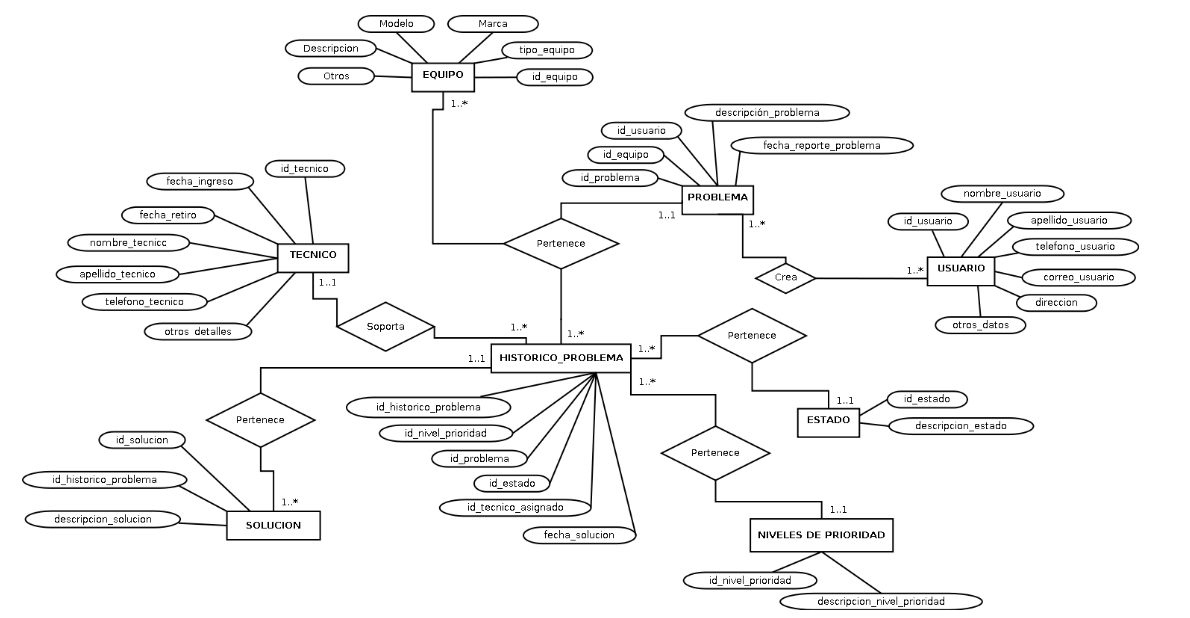 Modelo
Marca
Descripcion
tipo_equipo
Otros
EQUIPO
id_equipo
1..*
descripción_problema
id_usuario
fecha_reporte_problema
id_equipo
id_problema
PROBLEMA
1..1
1..*
id_tecnico
fecha_ingreso
fecha_retiro
nombre_tecnicc
apellido_tecnico
telefono_tecnico
otros_detalles
TECNICO
1..1
Pertenece
nombre_usuario
id_usuario
apellido_usuario
telefono_usuario
USUARIO
correo_usuario
direccion
otros_datos
Crea
1..*
Soporta
1..*
1..*
Pertenece
1..1
HISTORICO_PROBLEMA
1..*
1..*
1..1
id_estado
ESTADO
descripcion_estado
Pertenece
id_historico_problema
id_nivel_prioridad
id_problema
id_estado
id_tecnico_asignado
fecha_solucion
Pertenece
id_solucion
id_historico_problema
descripcion_solucion
1..*
SOLUCION
1..1
NIVELES DE PRIORIDAD
id_nivel_prioridad
descripcion_nivel_prioridad